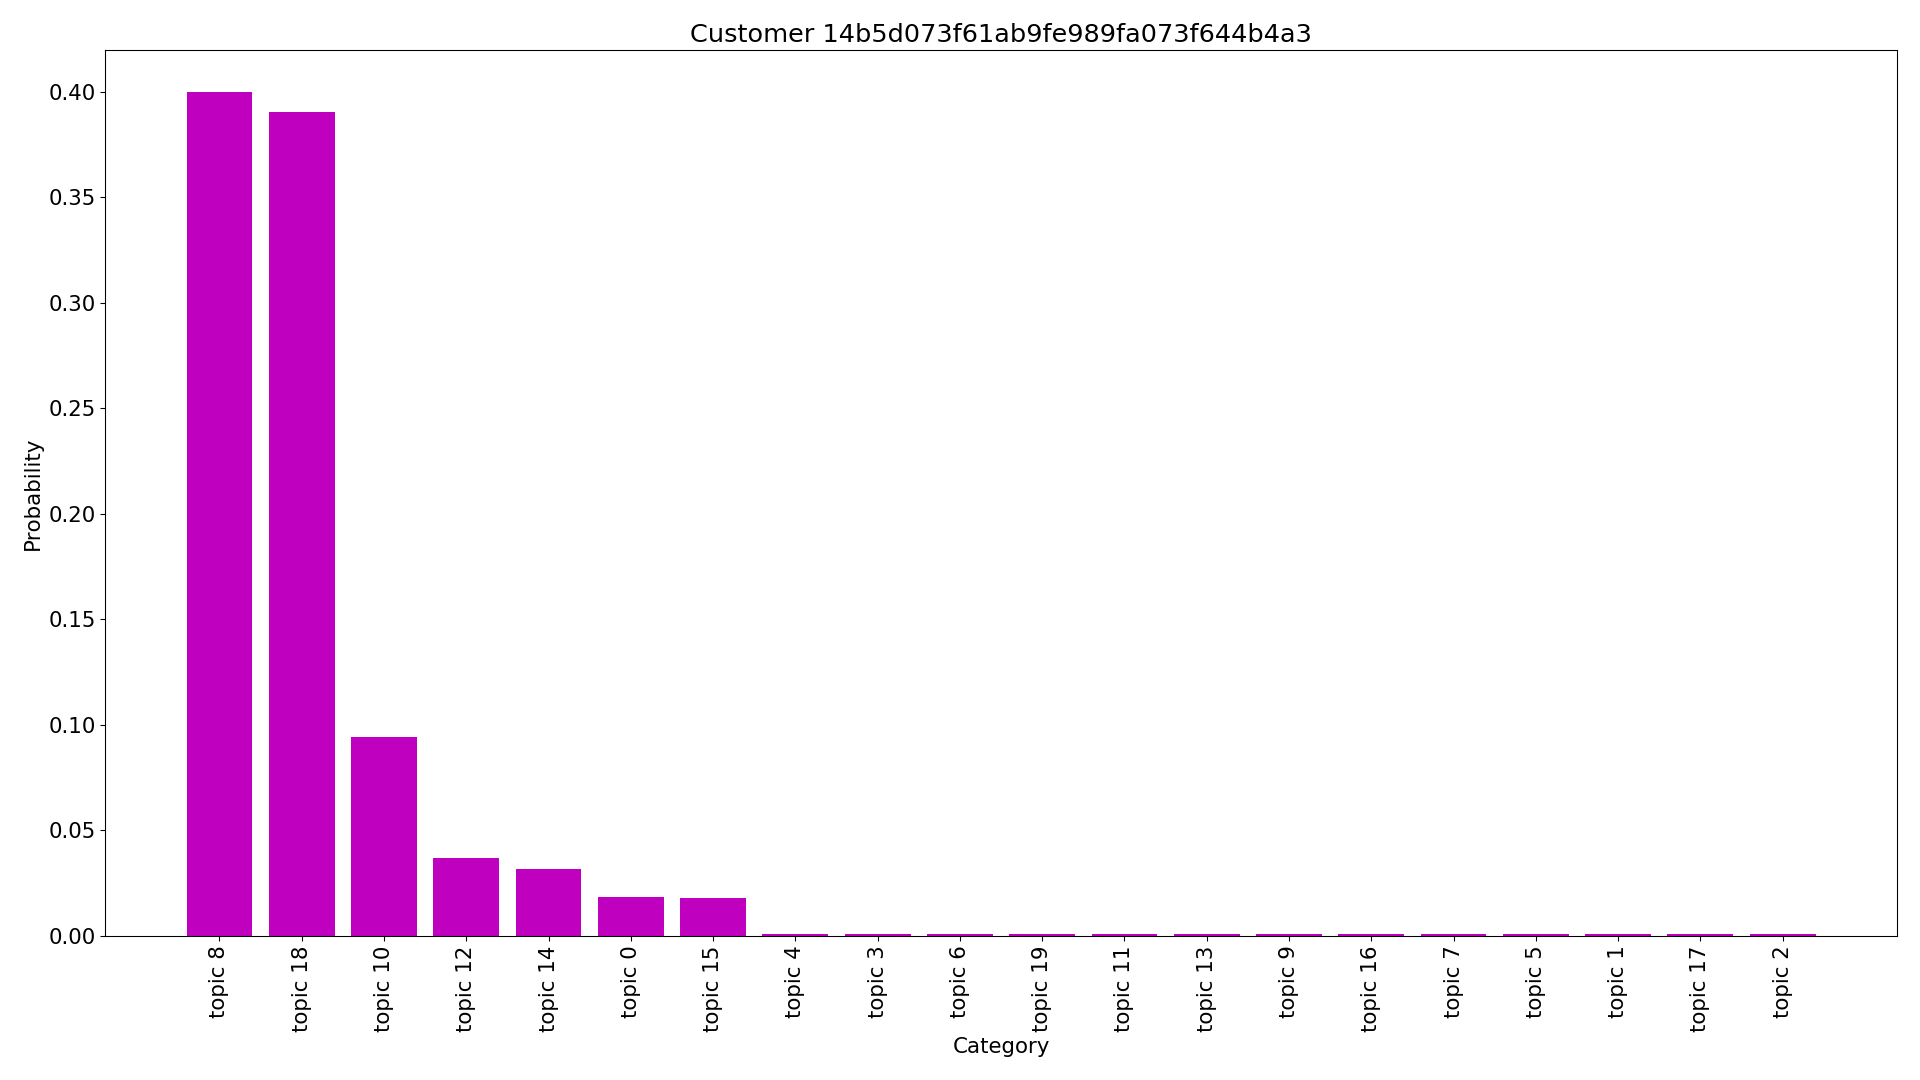 Customer 14b5d073f61ab9fe989fa073f644b4a3
Probability
0.40
0.35
0.30
0.25
0.20
0.15
0.10
0.05
0.00
topic 8
topic 18
topic 10
topic 12
topic 14
topic 0
topic 15
topic 4
topic 3
topic 6
topic 19
topic 11
topic 13
topic 9
topic 16
topic 7
topic 5
topic 1
topic 17
topic 2
Category